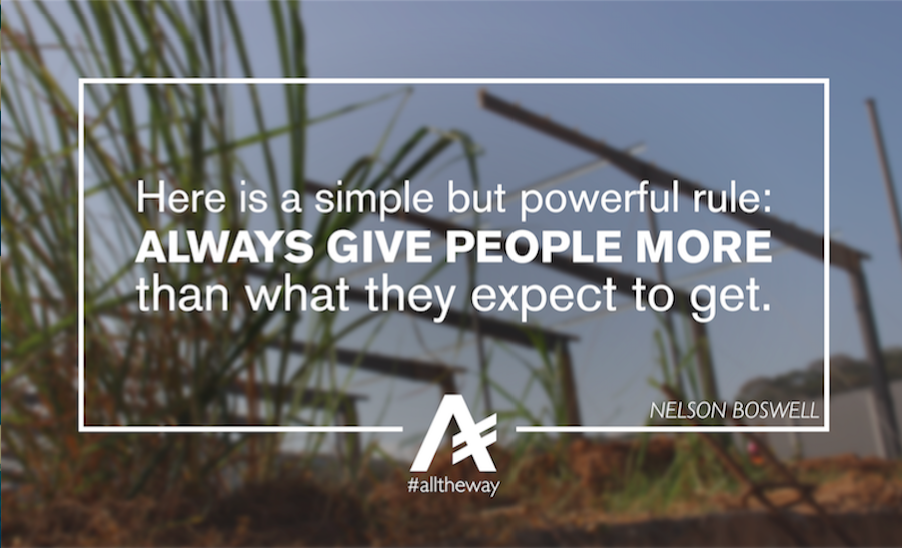 Here is a simple but powerful rule:
ALWAYS GIVE PEOPLE MORE
than what they expect to get.
NELSON BOSWELL
#alltheway